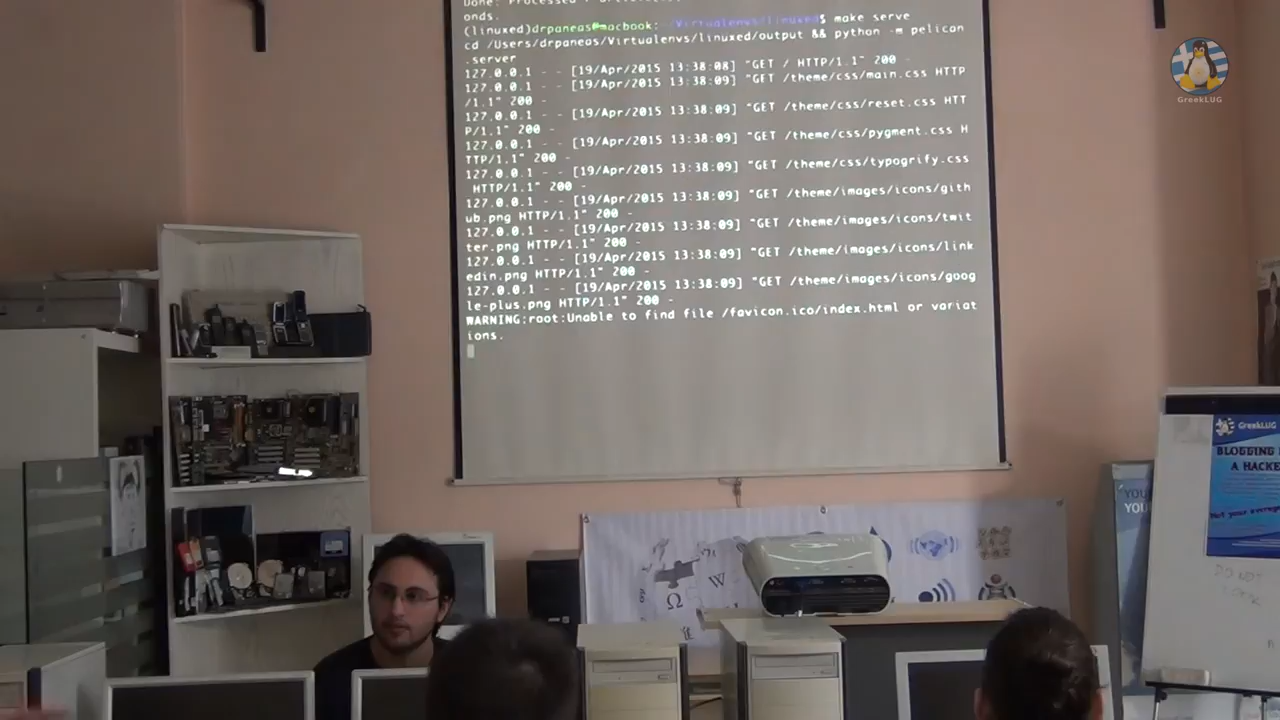 Done: Processed
onds.
(linuxed)drpaneas@macbook:~/Virtualenvs/linuxed$ make serve
cd /Users/drpaneas/Virtualenvs/linuxed/output && python -m pelican
.server
127.0.0.1 - - [19/Apr/2015 13:38:08] "GET / HTTP/1.1" 200 -
127.0.0.1 - - [19/Apr/2015 13:38:09] "GET /theme/css/main.css HTTP
/1.1" 200 -
127.0.0.1 - - [19/Apr/2015 13:38:09] "GET /theme/css/reset.css HTT
P/1.1" 200 -
127.0.0.1 - - [19/Apr/2015 13:38:09] "GET /theme/css/pygment.css H
TTP/1.1" 200 -
127.0.0.1 - - [19/Apr/2015 13:38:09] "GET /theme/css/typogrify.css
HTTP/1.1" 200 -
127.0.0.1 - - [19/Apr/2015 13:38:09] "GET /theme/images/icons/gith
ub.png HTTP/1.1" 200 -
127.0.0.1 - - [19/Apr/2015 13:38:09] "GET /theme/images/icons/twit
ter.png HTTP/1.1" 200 -
127.0.0.1 - - [19/Apr/2015 13:38:09] "GET /theme/images/icons/link
edin.png HTTP/1.1" 200 -
127.0.0.1 - - [19/Apr/2015 13:38:09] "GET /theme/images/icons/goog
le-plus.png HTTP/1.1" 200 -
WARNING:root:Unable to find file /favicon.ico/index.html or variat
ions.
GreekLUG
GreekLUG
BLOGGING
A HACKE
YOU
YOU
W
Ω
DO NOT